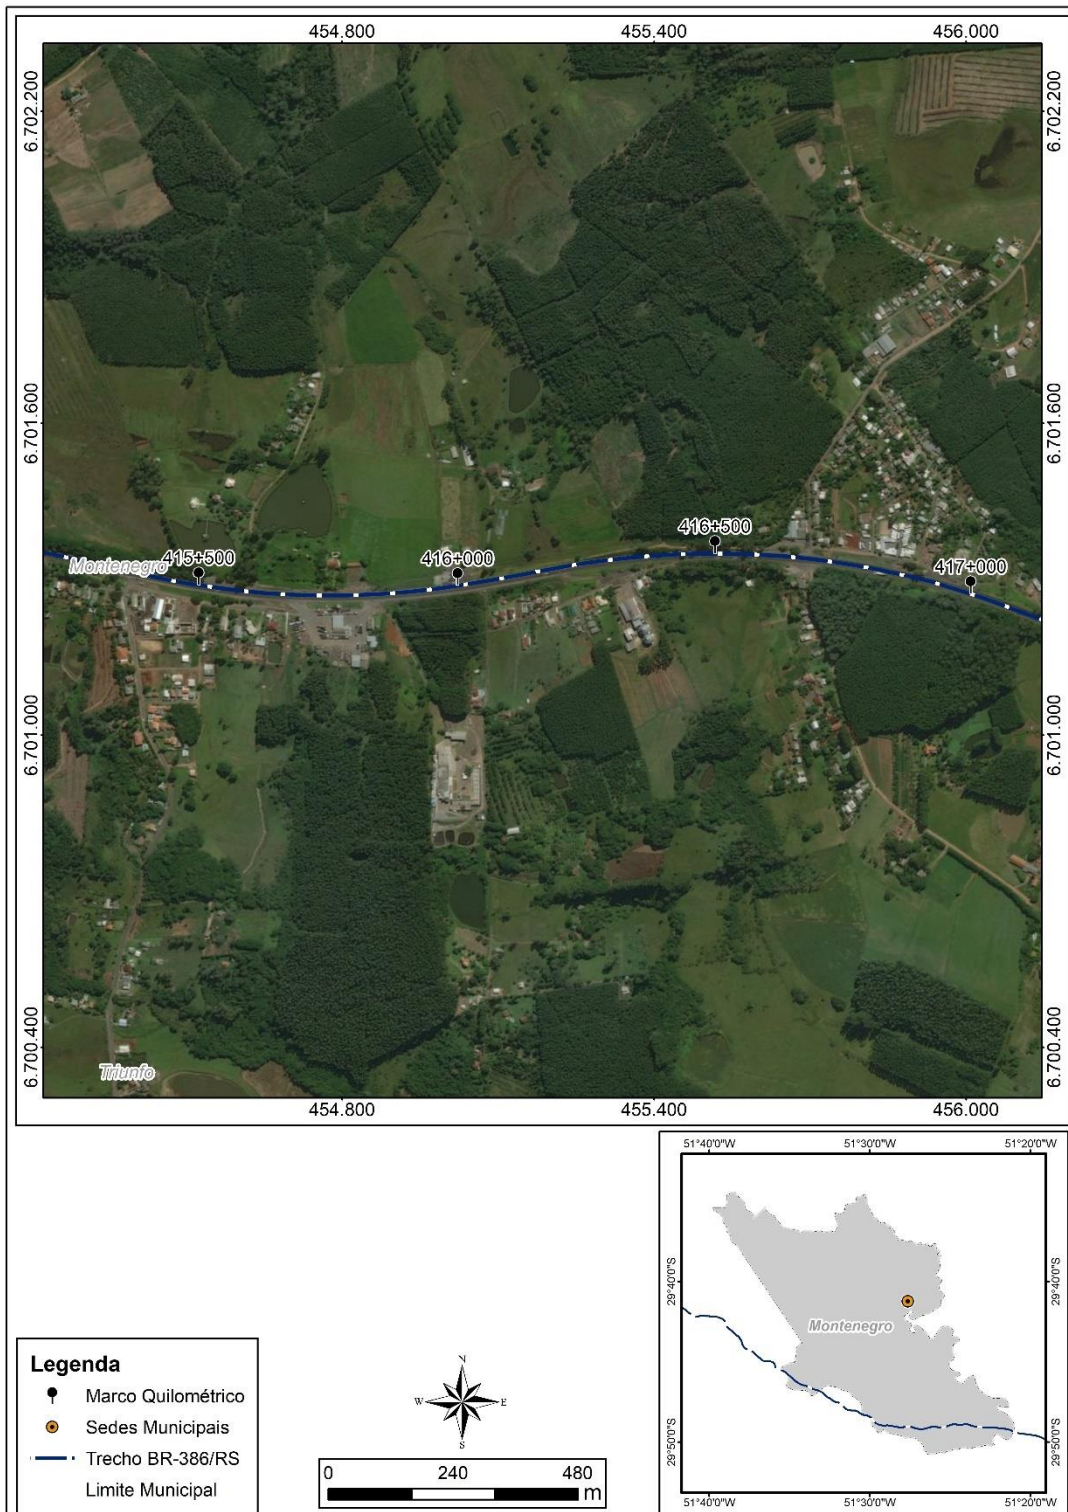 454.800 455.400 456.000
6.702.200 6.702.200
6.701.600 6.701.600
416+500
Montenegro 415+500 416+000 417+000
6.701.000 6.701.000
6.700.400 6.700.400
Triunfo
454.800 455.400 456.000
51°40'0"W 51°30'0"W 51°20'0"W
29°40'0"S 29°40'0"S
Montenegro
29°50'0"S 29°50'0"S
51°40'0"W 51°30'0"W 51°20'0"W
Legenda
Marco Quilométrico
Sedes Municipais
Trecho BR-386/RS
Limite Municipal
N
W E
S
0 240 480
m